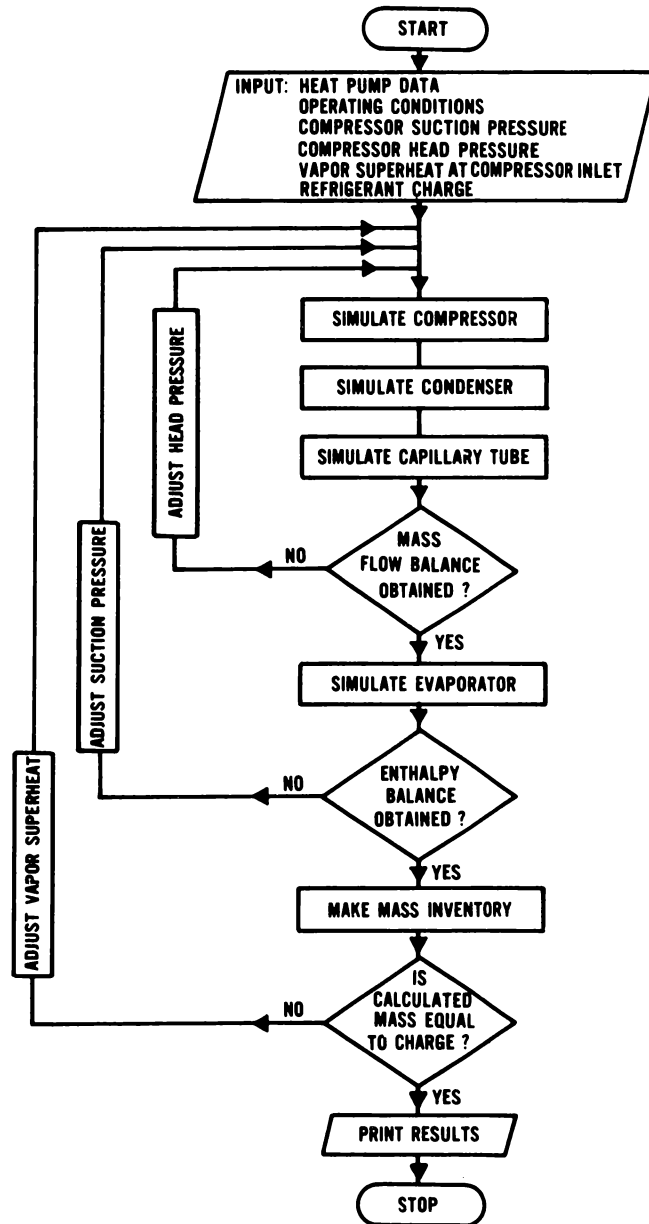 START
INPUT: HEAT PUMP DATA
OPERATING CONDITIONS
COMPRESSOR SUCTION PRESSURE
COMPRESSOR HEAD PRESSURE
VAPOR SUPERHEAT AT COMPRESSOR INLET
REFRIGERANT CHARGE
SIMULATE COMPRESSOR
SIMULATE CONDENSER
SIMULATE CAPILLARY TUBE
ADJUST HEAD PRESSURE
MASS
FLOW BALANCE
OBTAINED ?
NO
YES
SIMULATE EVAPORATOR
ADJUST SUCTION PRESSURE
ENTHALPY
BALANCE
OBTAINED ?
NO
YES
MAKE MASS INVENTORY
ADJUST VAPOR SUPERHEAT
IS
CALCULATED
MASS EQUAL
TO CHARGE ?
NO
YES
PRINT RESULTS
STOP